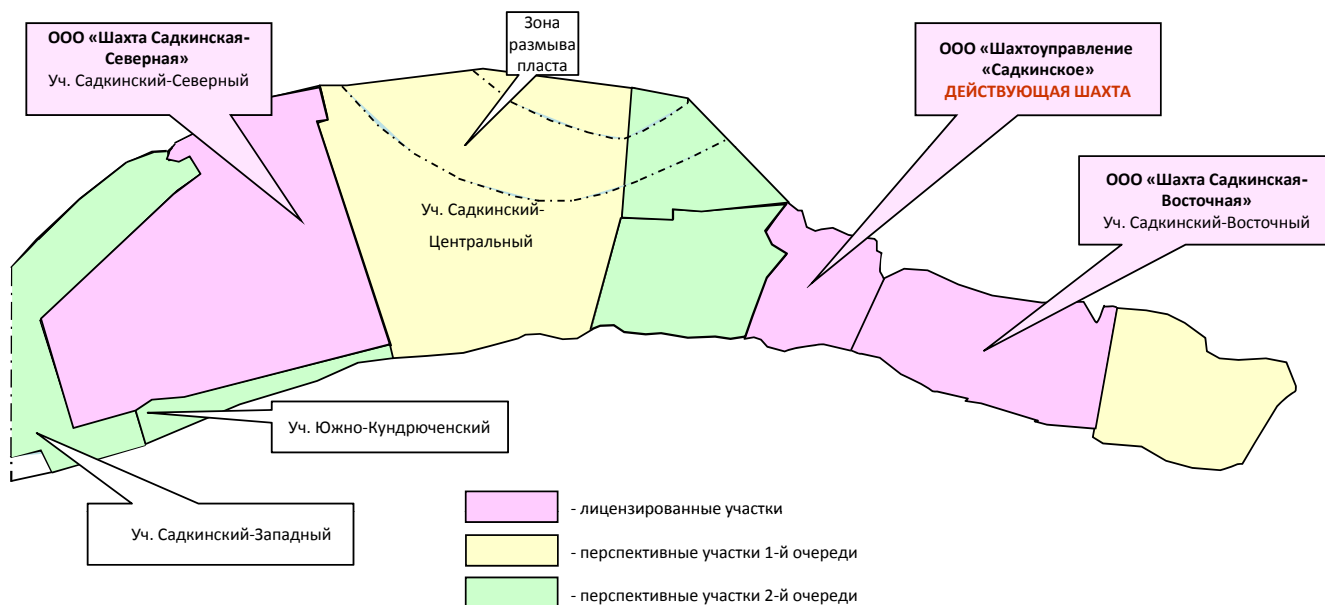 ООО «Шахта Садкинская-
Северная»
Уч. Садкинский-Северный
Зона
размыва
пласта
ООО «Шахтоуправление
«Садкинское»
ДЕЙСТВУЮЩАЯ ШАХТА
ООО «Шахта Садкинская-
Восточная»
Уч. Садкинский-Восточный
Уч. Садкинский-
Центральный
Уч. Южно-Кундрюченский
Уч. Садкинский-Западный
- лицензированные участки
- перспективные участки 1-й очереди
- перспективные участки 2-й очереди